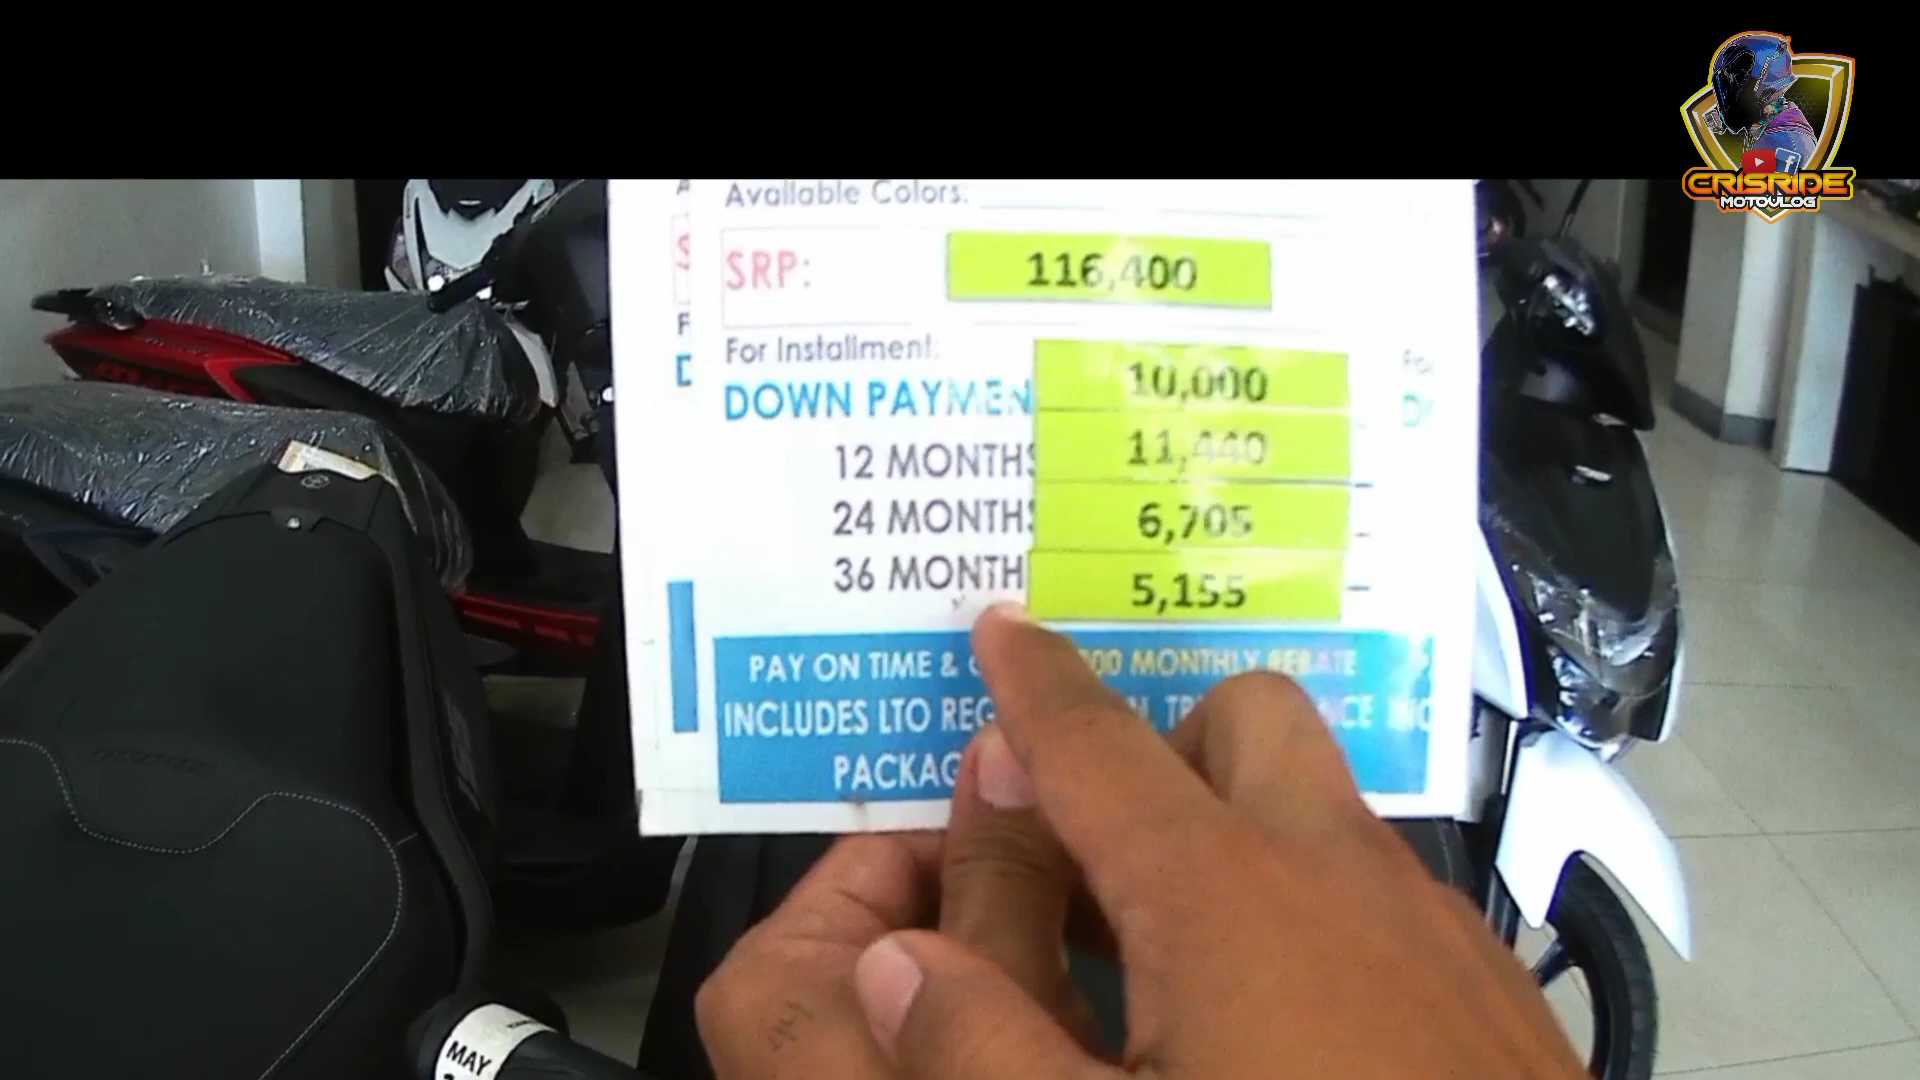 CRISRIDE
MOTOVLOG
Available Colors:
SRP: 116,400
For Installment:
DOWN PAYMEN 10,000
12 MONTHS 11,440
24 MONTHS 6,705
36 MONTH 5,155
PAY ON TIME & 00 MONTHLY REBATE
INCLUDES LTO REG
PACKAG
MAY